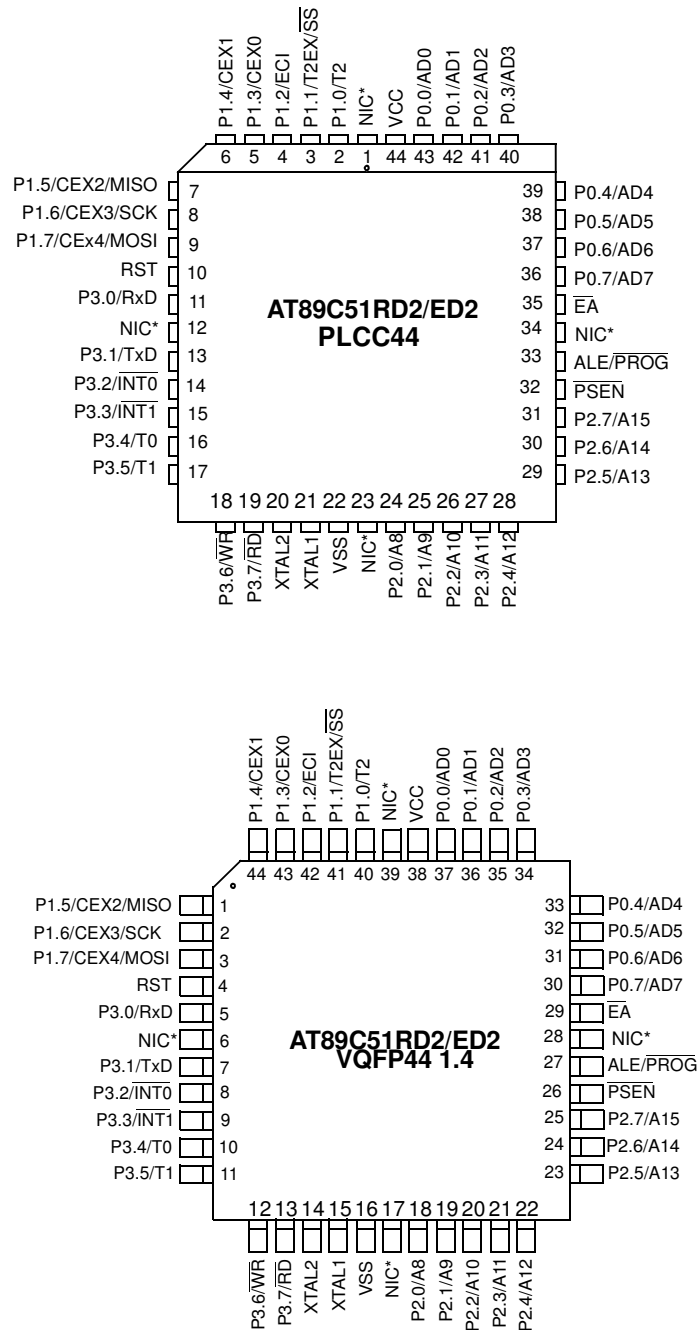 P1.4/CEX1
P1.3/CEX0
P1.2/ECI
P1.1/T2EX/SS
P1.0/T2
NIC*
VCC
P0.0/AD0
P0.1/AD1
P0.2/AD2
P0.3/AD3
6 5 4 3 2 1 44 43 42 41 40
P1.5/CEX2/MISO 7 39 P0.4/AD4
P1.6/CEX3/SCK 8 38 P0.5/AD5
P1.7/CEx4/MOSI 9 37 P0.6/AD6
RST 10 36 P0.7/AD7
P3.0/RxD 11 35 EA
NIC* 12 34 NIC*
P3.1/TxD 13 33 ALE/PROG
P3.2/INT0 14 32 PSEN
P3.3/INT1 15 31 P2.7/A15
P3.4/T0 16 30 P2.6/A14
P3.5/T1 17 29 P2.5/A13
AT89C51RD2/ED2
PLCC44
18 19 20 21 22 23 24 25 26 27 28
P3.6/WR
P3.7/RD
XTAL2
XTAL1
VSS
NIC*
P2.0/A8
P2.1/A9
P2.2/A10
P2.3/A11
P2.4/A12
P1.4/CEX1
P1.3/CEX0
P1.2/ECI
P1.1/T2EX/SS
P1.0/T2
NIC*
VCC
P0.0/AD0
P0.1/AD1
P0.2/AD2
P0.3/AD3
44 43 42 41 40 39 38 37 36 35 34
P1.5/CEX2/MISO 1 33 P0.4/AD4
P1.6/CEX3/SCK 2 32 P0.5/AD5
P1.7/CEX4/MOSI 3 31 P0.6/AD6
RST 4 30 P0.7/AD7
P3.0/RxD 5 29 EA
NIC* 6 28 NIC*
P3.1/TxD 7 27 ALE/PROG
P3.2/INT0 8 26 PSEN
P3.3/INT1 9 25 P2.7/A15
P3.4/T0 10 24 P2.6/A14
P3.5/T1 11 23 P2.5/A13
AT89C51RD2/ED2
VQFP44 1.4
12 13 14 15 16 17 18 19 20 21 22
P3.6/WR
P3.7/RD
XTAL2
XTAL1
VSS
NIC*
P2.0/A8
P2.1/A9
P2.2/A10
P2.3/A11
P2.4/A12